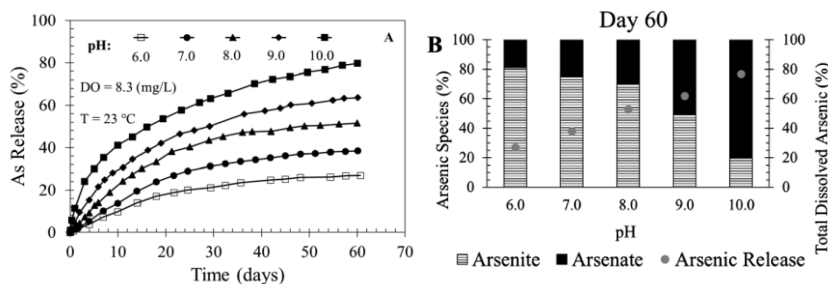 A
As Release (%)
100
80
60
40
20
0
pH:
6.0 7.0 8.0 9.0 10.0
DO = 8.3 (mg/L)
T = 23 °C
0 10 20 30 40 50 60 70
Time (days)
Day 60
B
Arsenic Species (%)
100
80
60
40
20
0
100
80
60
40
20
0
Total Dissolved Arsenic (%)
6.0 7.0 8.0 9.0 10.0
pH
Arsenite Arsenate Arsenic Release